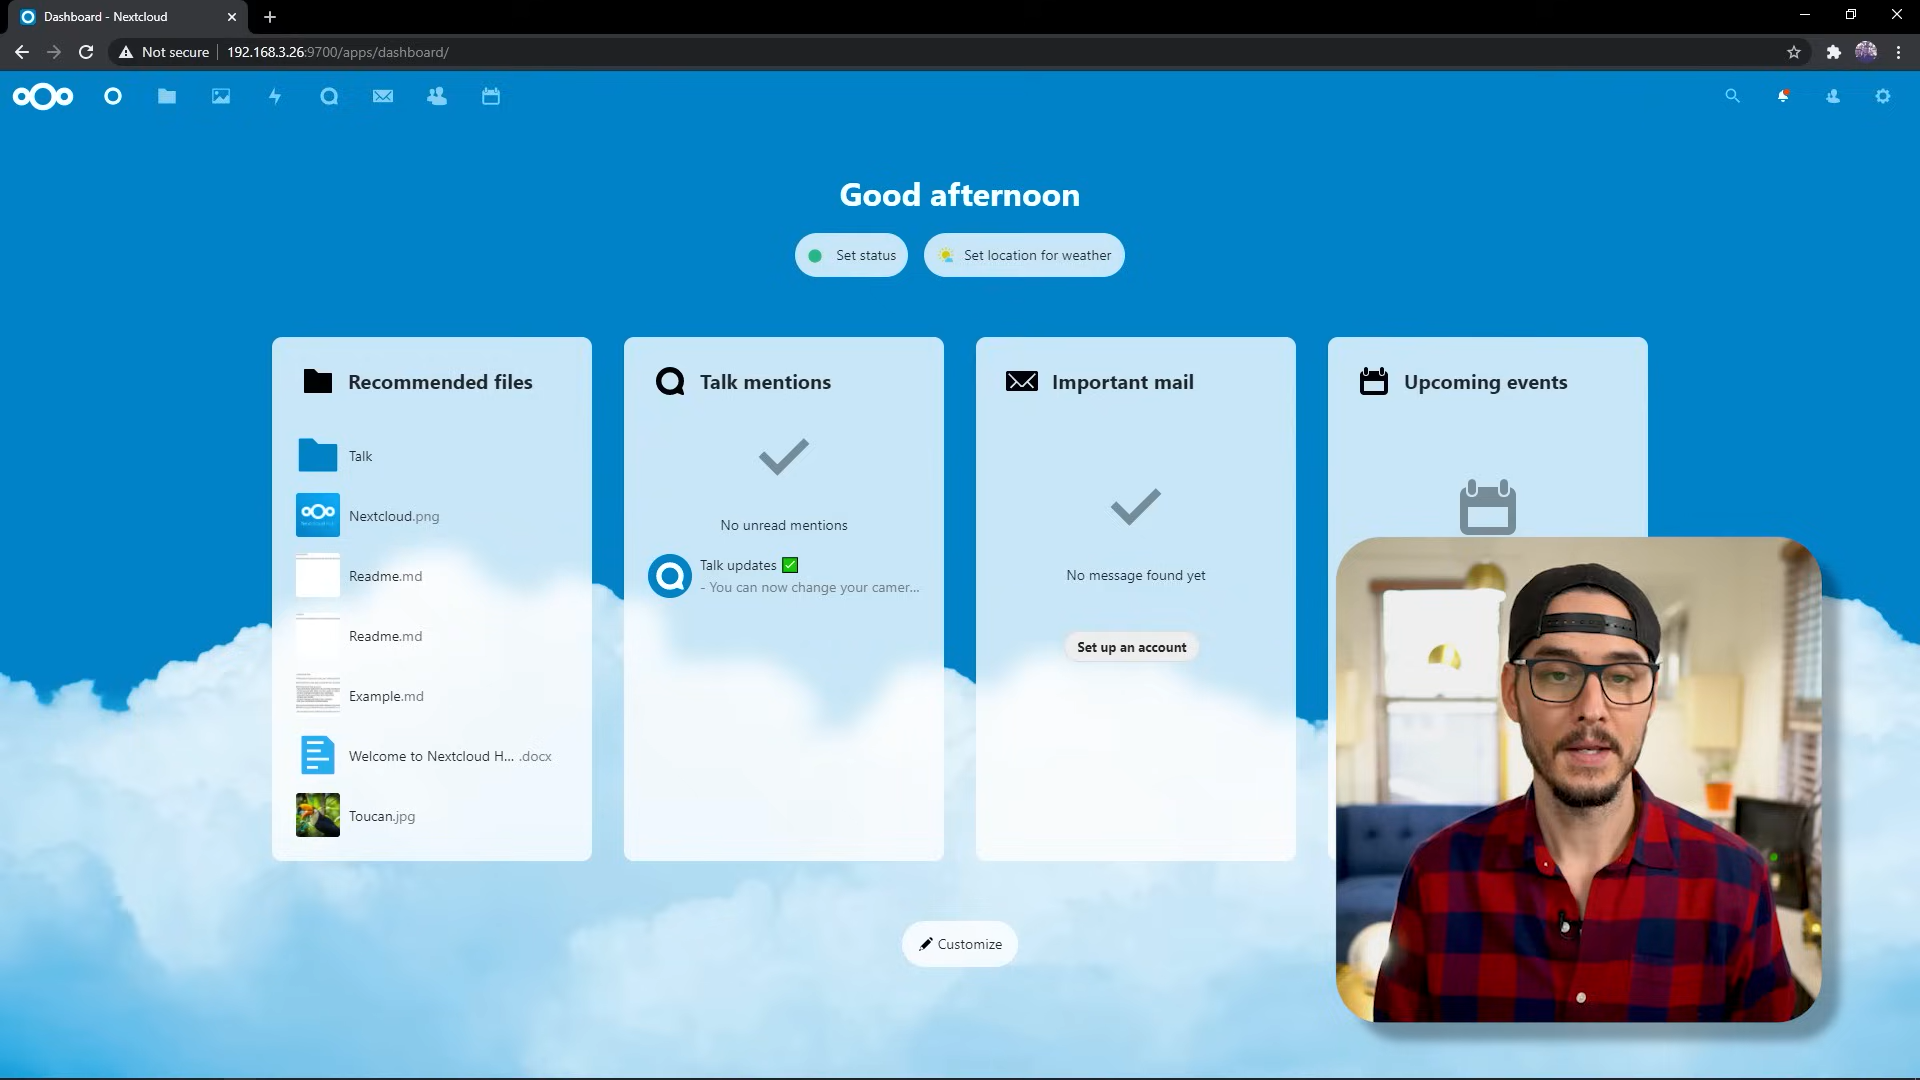 Dashboard - Nextcloud
Not secure
192.168.3.26:9700/apps/dashboard/
Good afternoon
Set status
Set location for weather
Recommended files
Talk
Nextcloud.png
Readme.md
Readme.md
Example.md
Welcome to Nextcloud H... .docx
Toucan.jpg
Talk mentions
No unread mentions
Talk updates ✅
- You can now change your camer...
Important mail
No message found yet
Set up an account
Upcoming events
Customize